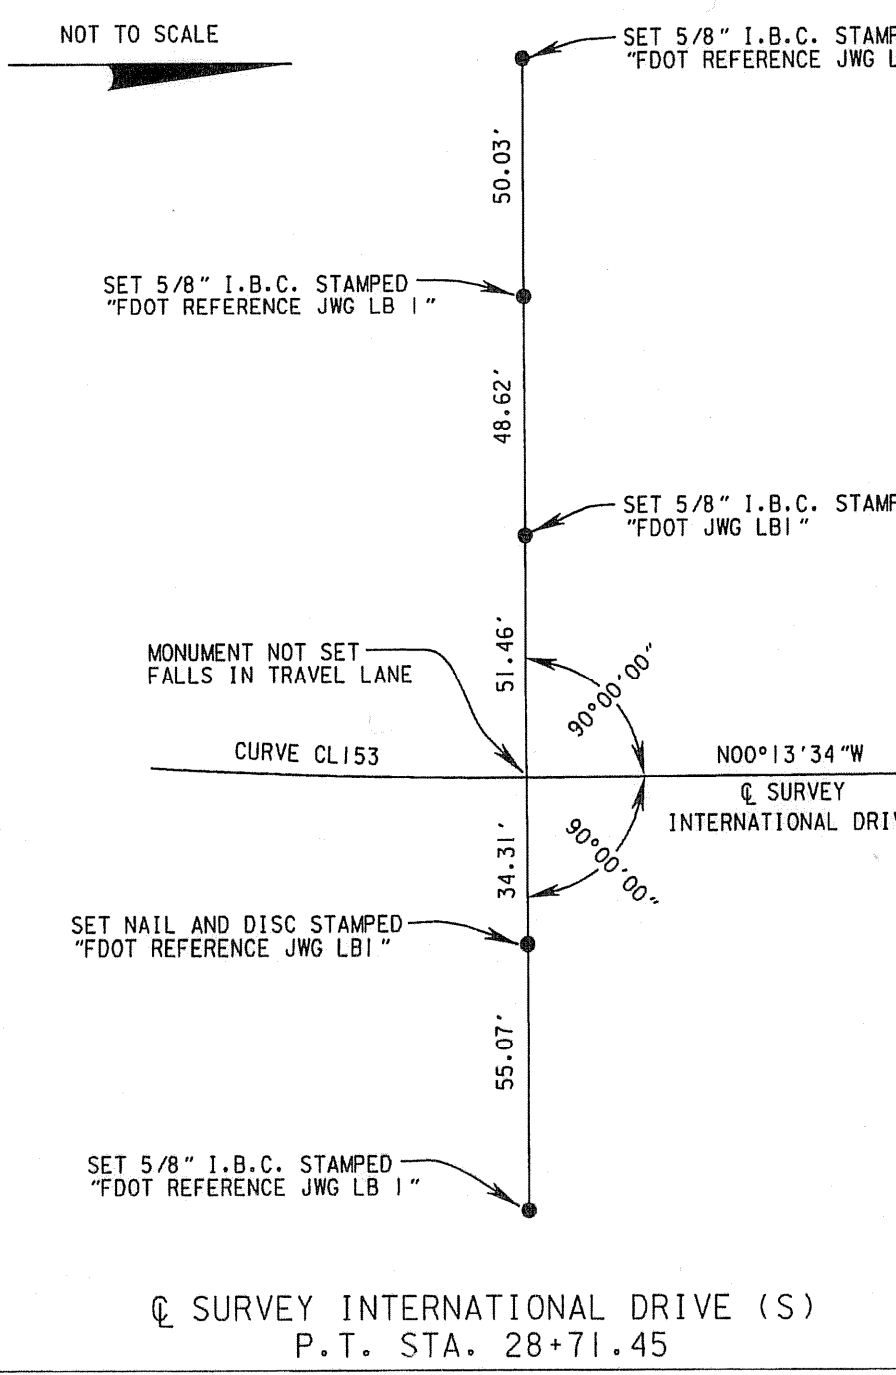 NOT TO SCALE
SET 5/8" I.B.C. STAMP
"FDOT REFERENCE JWG L
50.03'
SET 5/8" I.B.C. STAMPED
"FDOT REFERENCE JWG LB 1"
48.62'
SET 5/8" I.B.C. STAMP
"FDOT JWG LB1"
51.46'
90°00'00"
MONUMENT NOT SET
FALLS IN TRAVEL LANE
CURVE CL153
N00°13'34"W
℄ SURVEY
INTERNATIONAL DRIV
34.31'
90°00'00"
SET NAIL AND DISC STAMPED
"FDOT REFERENCE JWG LB1"
55.07'
SET 5/8" I.B.C. STAMPED
"FDOT REFERENCE JWG LB 1"
℄ SURVEY INTERNATIONAL DRIVE (S)
P.T. STA. 28+71.45